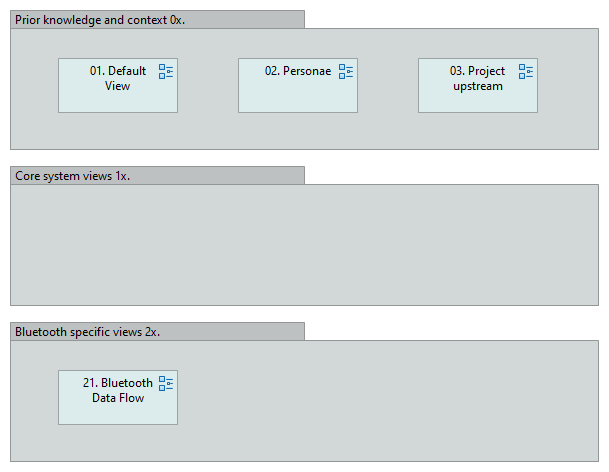 Prior knowledge and context 0x.
01. Default
View
02. Personae
03. Project
upstream
Core system views 1x.
Bluetooth specific views 2x.
21. Bluetooth
Data Flow